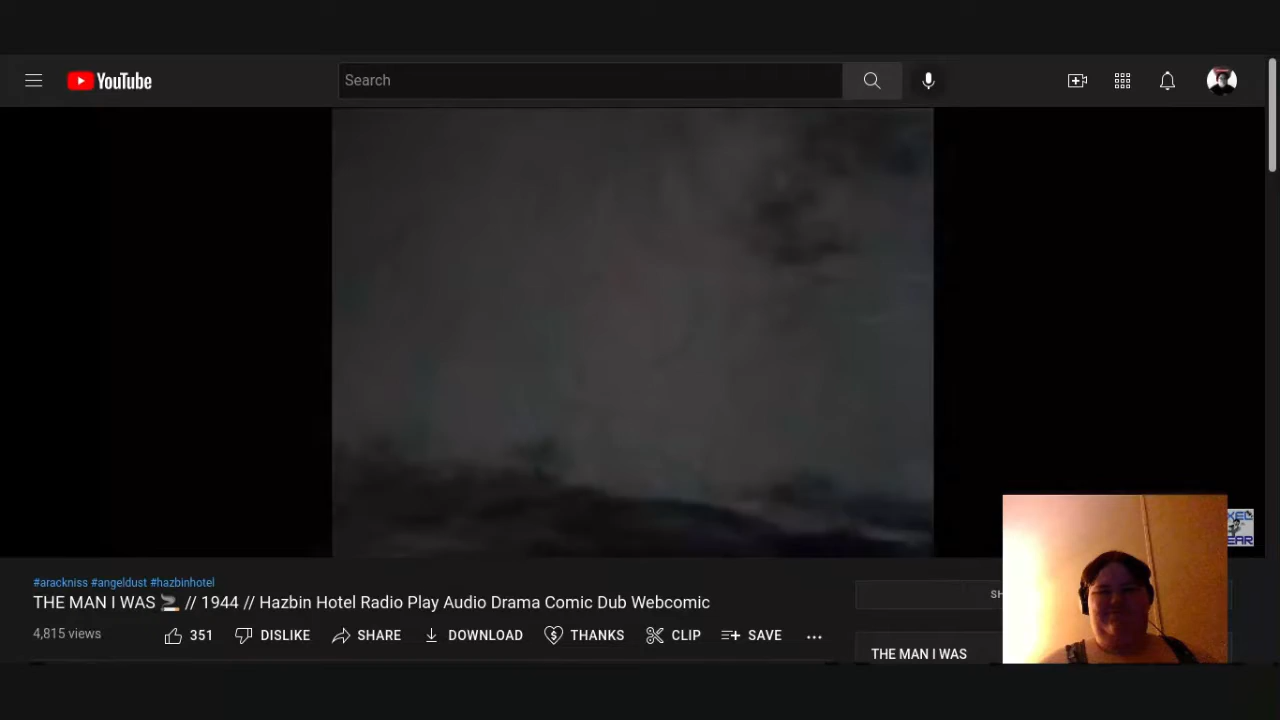 YouTube
Search
#arackniss #angeldust #hazbinhotel
THE MAN I WAS 🚬 // 1944 // Hazbin Hotel Radio Play Audio Drama Comic Dub Webcomic
4,815 views
351
DISLIKE
SHARE
DOWNLOAD
THANKS
CLIP
SAVE
THE MAN I WAS